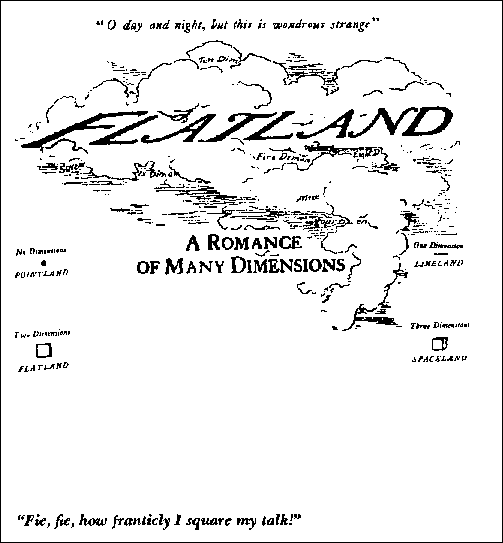 "O day and night, but this is wondrous strange"
FLATLAND
A ROMANCE
OF MANY DIMENSIONS
No Dimensions
POINTLAND
One Dimension
LINELAND
Two Dimensions
FLATLAND
Three Dimensions
SPACELAND
"Fie, fie, how franticly I square my talk!"